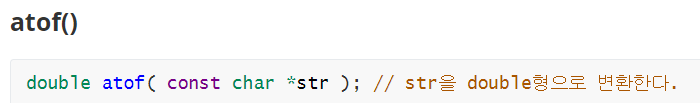 atof()
double atof( const char *str ); // str을 double형으로 변환한다.